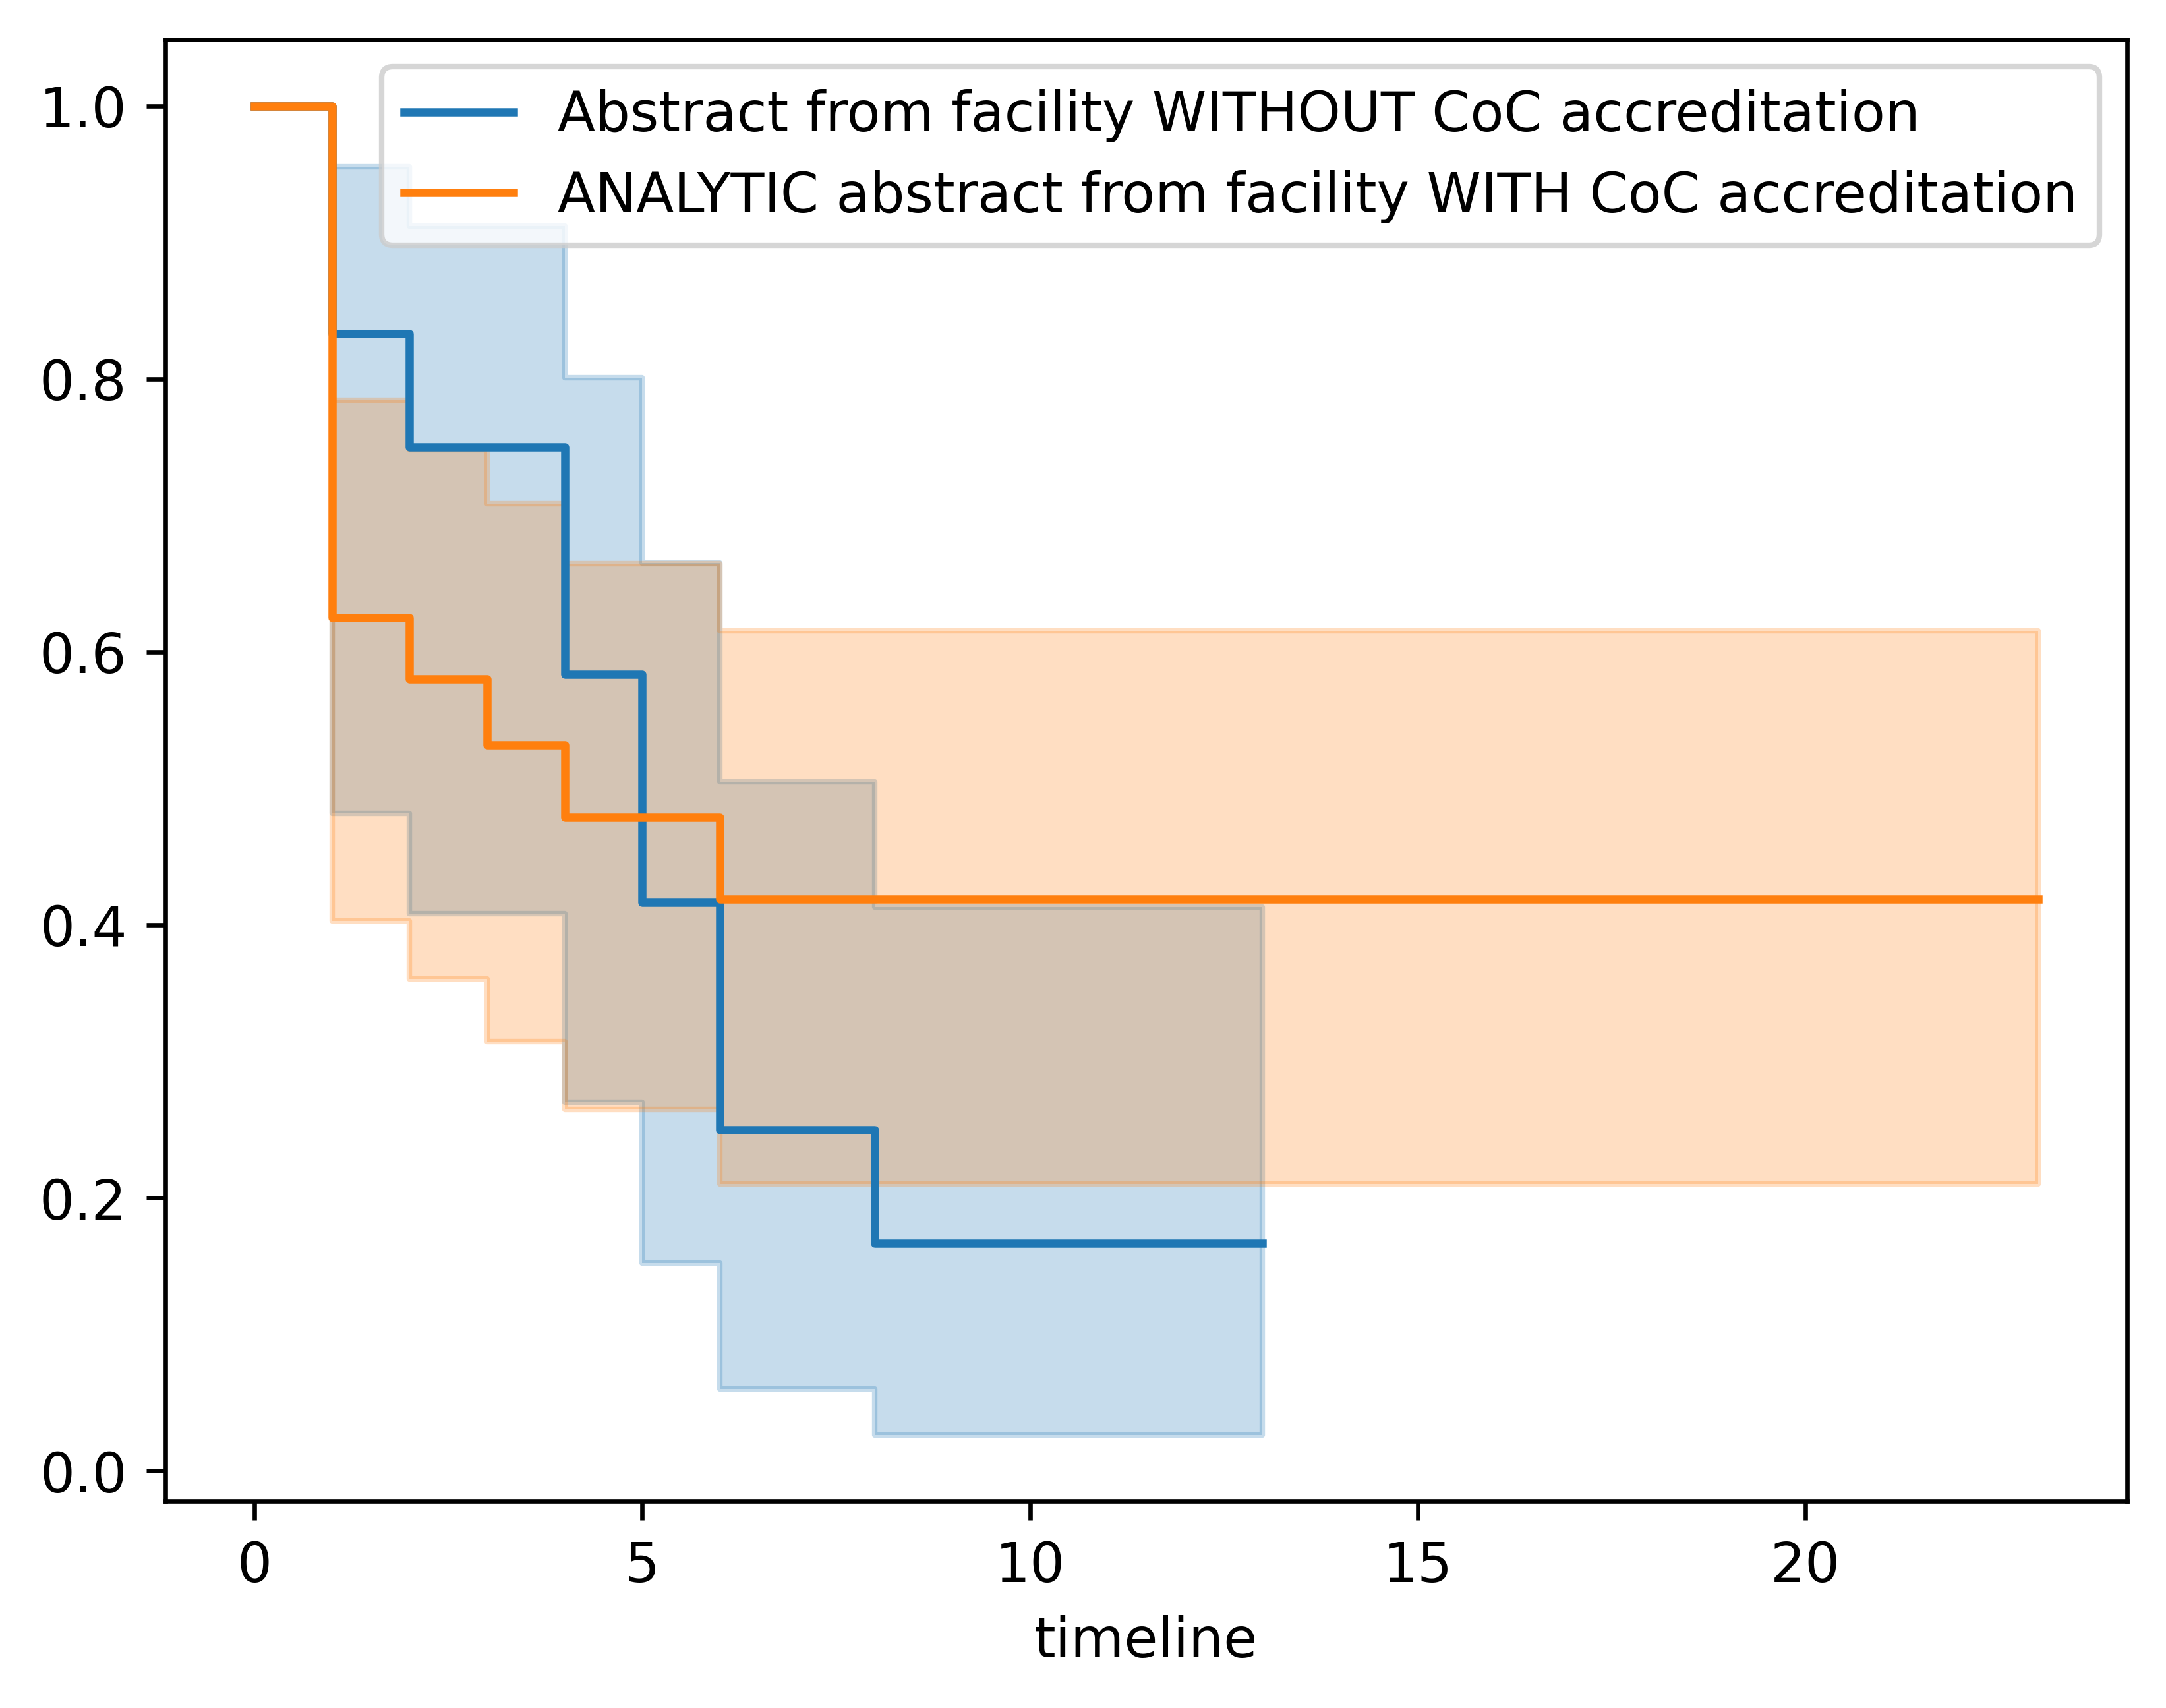 Abstract from facility WITHOUT CoC accreditation
ANALYTIC abstract from facility WITH CoC accreditation
1.0
0.8
0.6
0.4
0.2
0.0
0 5 10 15 20
timeline